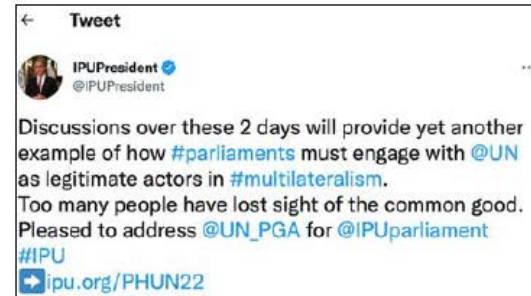 Tweet
IPUPresident
@IPUPresident
Discussions over these 2 days will provide yet another
example of how #parliaments must engage with @UN
as legitimate actors in #multilateralism.
Too many people have lost sight of the common good.
Pleased to address @UN_PGA for @IPUparliament
#IPU
➡ipu.org/PHUN22